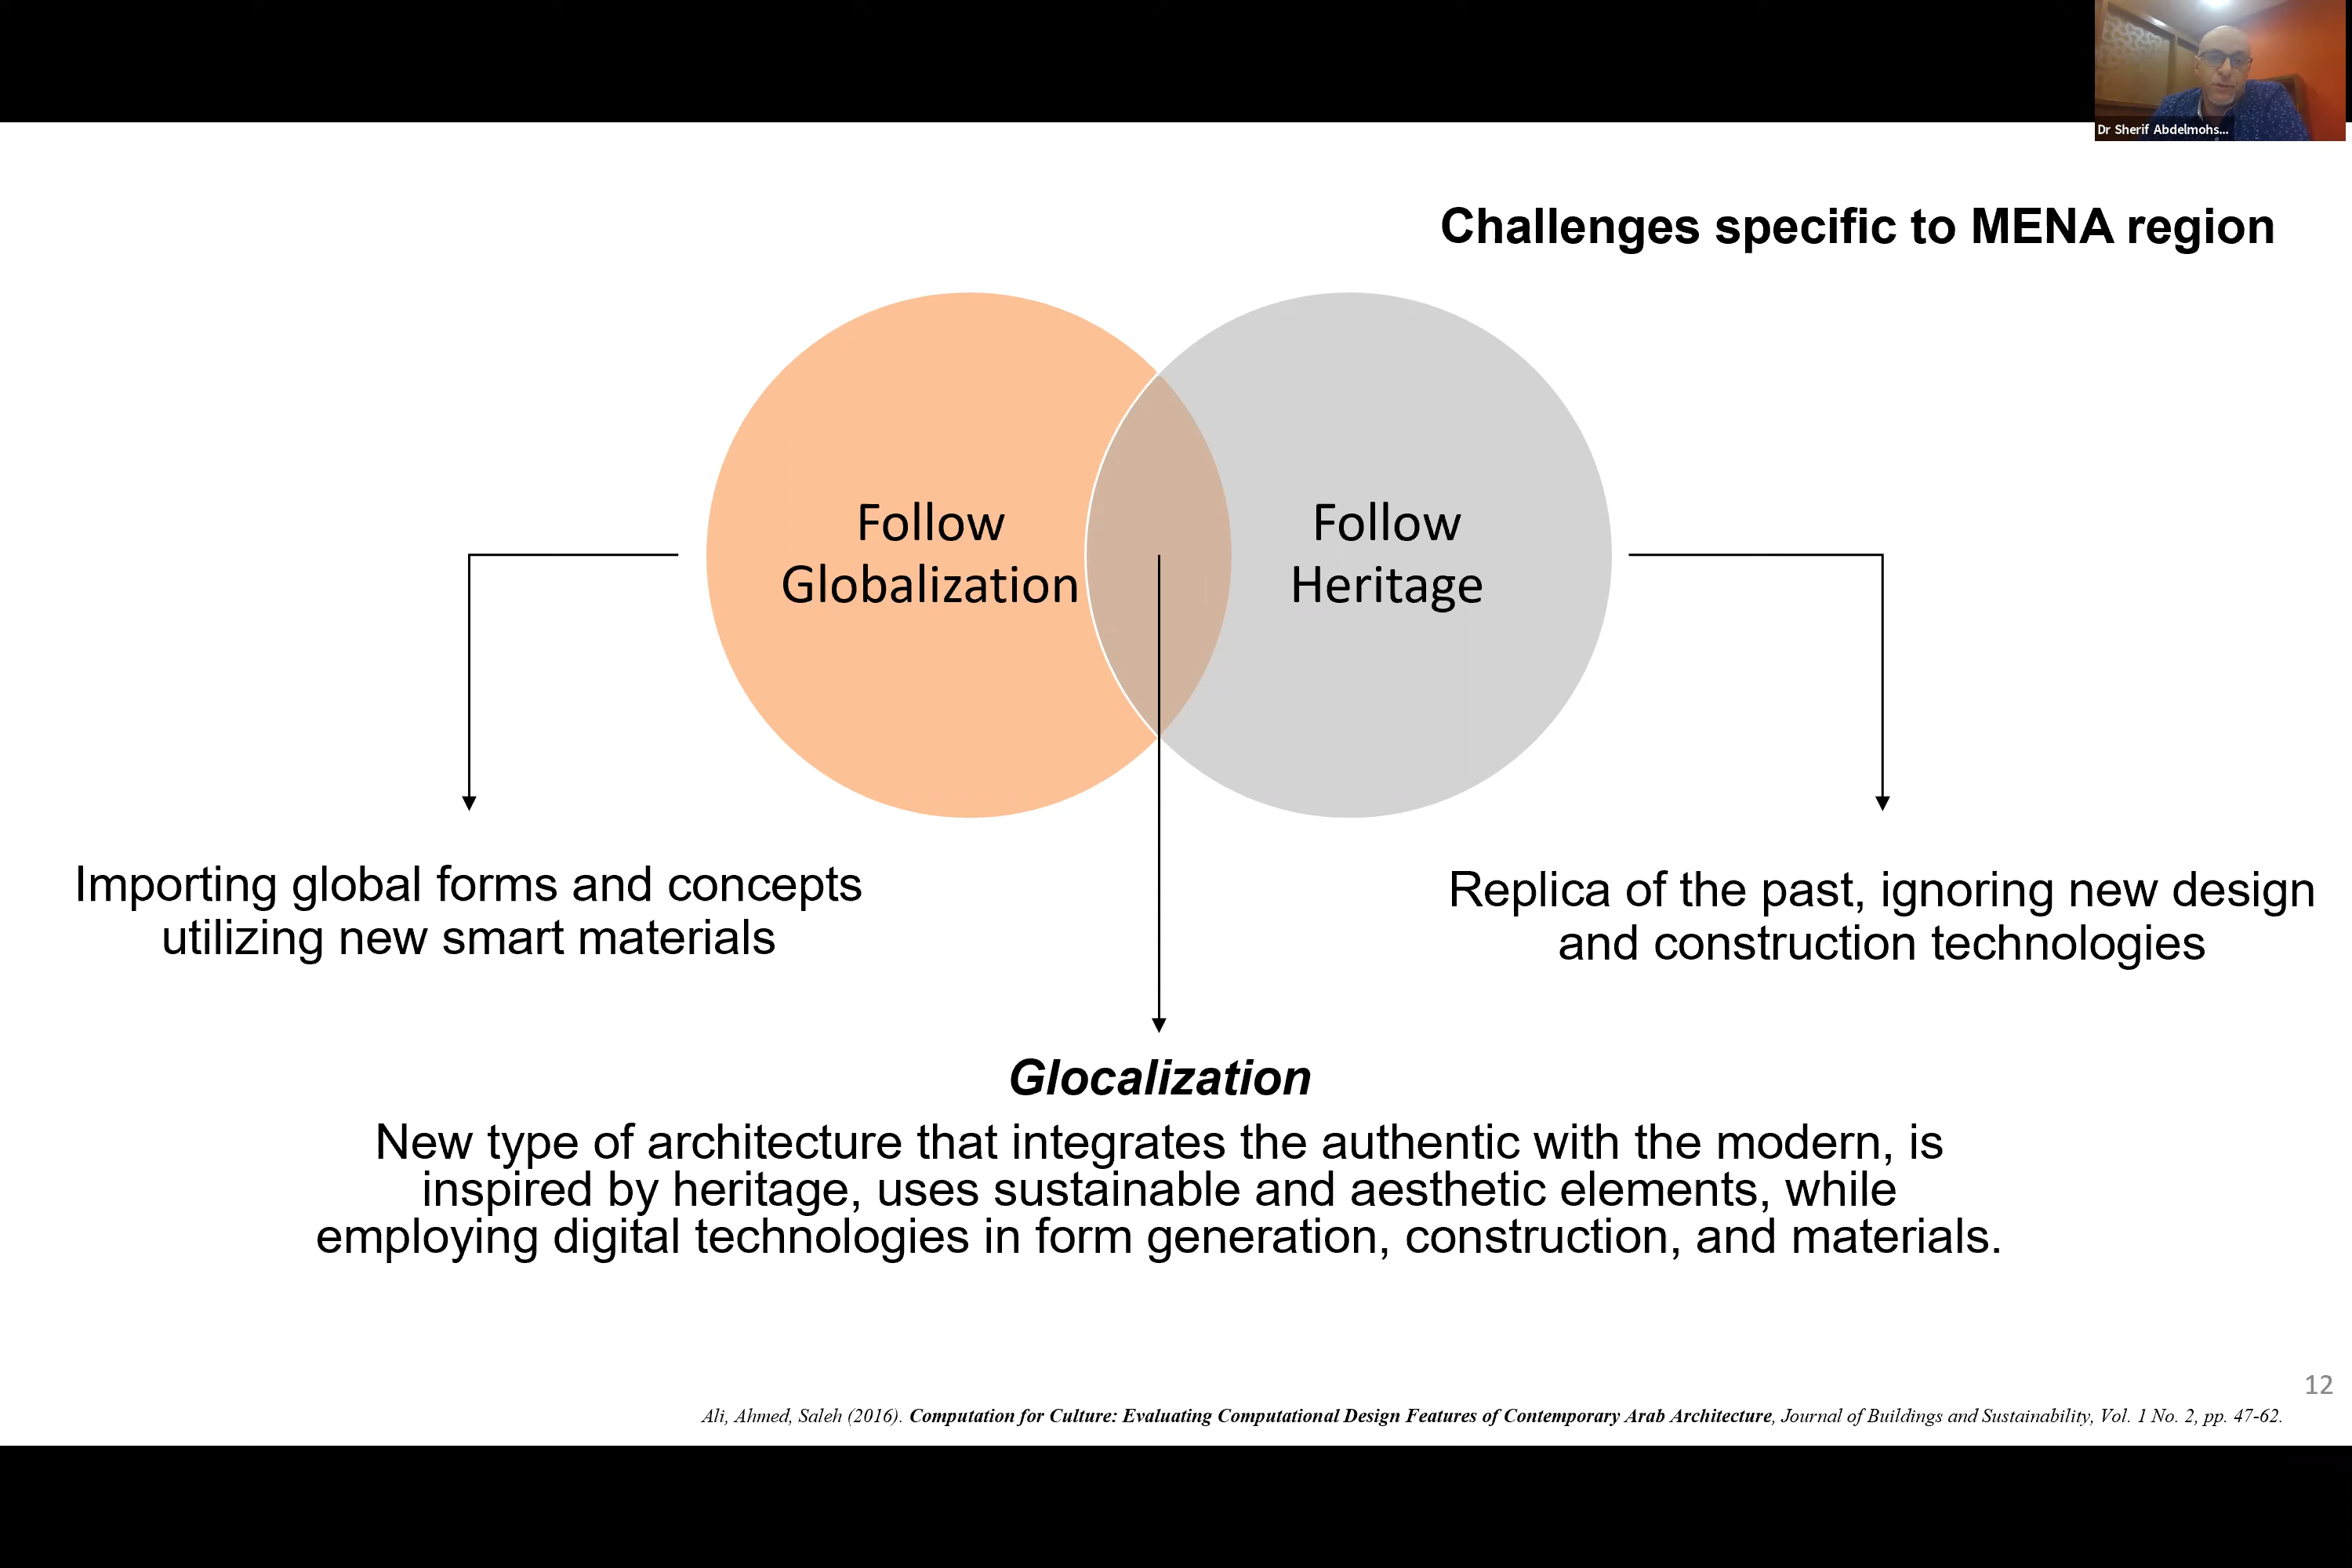 Dr Sherif Abdelmohs...
Challenges specific to MENA region
Follow
Globalization
Follow
Heritage
Importing global forms and concepts
utilizing new smart materials
Replica of the past, ignoring new design
and construction technologies
Glocalization
New type of architecture that integrates the authentic with the modern, is
inspired by heritage, uses sustainable and aesthetic elements, while
employing digital technologies in form generation, construction, and materials.
12
Ali, Ahmed, Saleh (2016). Computation for Culture: Evaluating Computational Design Features of Contemporary Arab Architecture, Journal of Buildings and Sustainability, Vol. 1 No. 2, pp. 47-62.